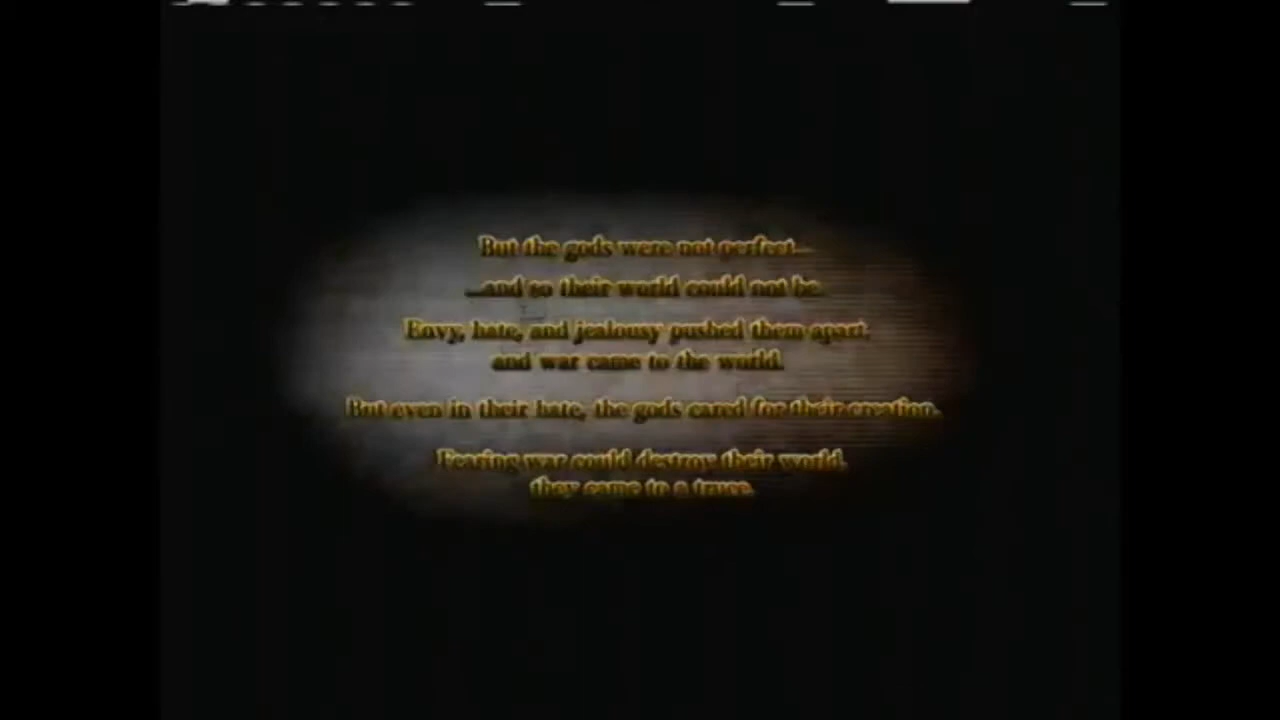 But the gods were not perfect...
...and so their world could not be.
Envy, hate, and jealousy pushed them apart,
and war came to the world.
But even in their hate, the gods cared for their creation.
Fearing war could destroy their world,
they came to a truce.